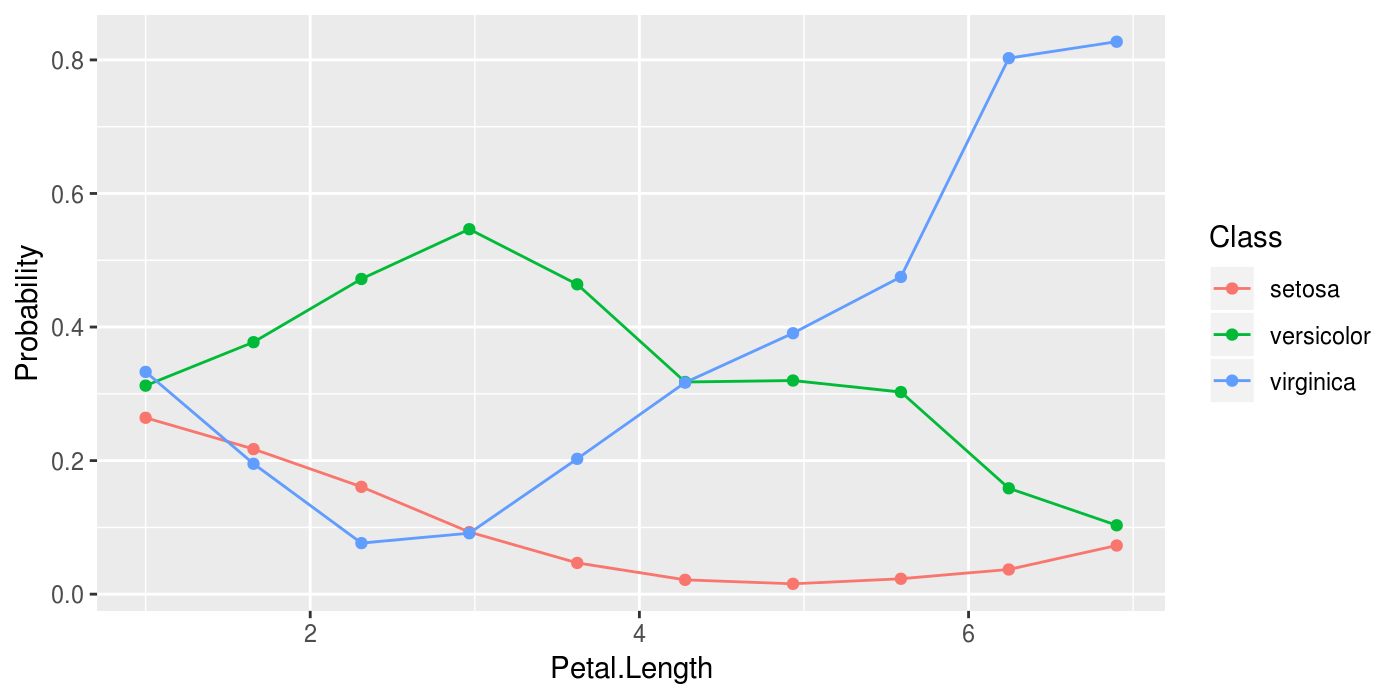 0.8
0.6
0.4
0.2
0.0
Probability
2 4 6
Petal.Length
Class
setosa
versicolor
virginica